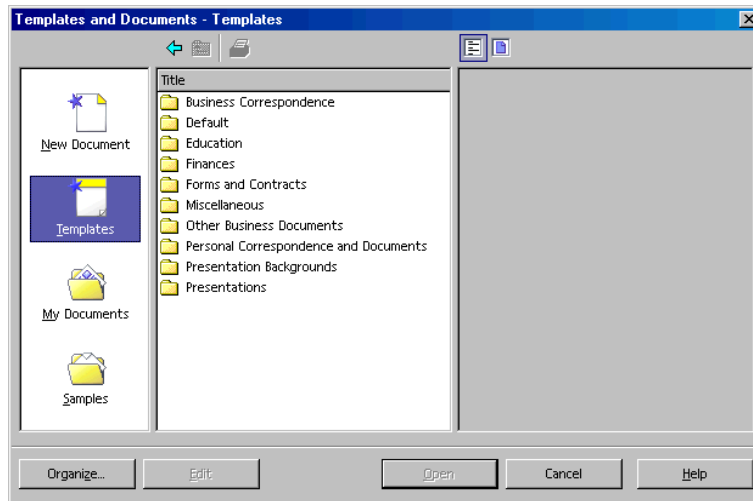 Templates and Documents - Templates
Title
New Document
Templates
My Documents
Samples
Business Correspondence
Default
Education
Finances
Forms and Contracts
Miscellaneous
Other Business Documents
Personal Correspondence and Documents
Presentation Backgrounds
Presentations
Organize...
Edit
Open
Cancel
Help